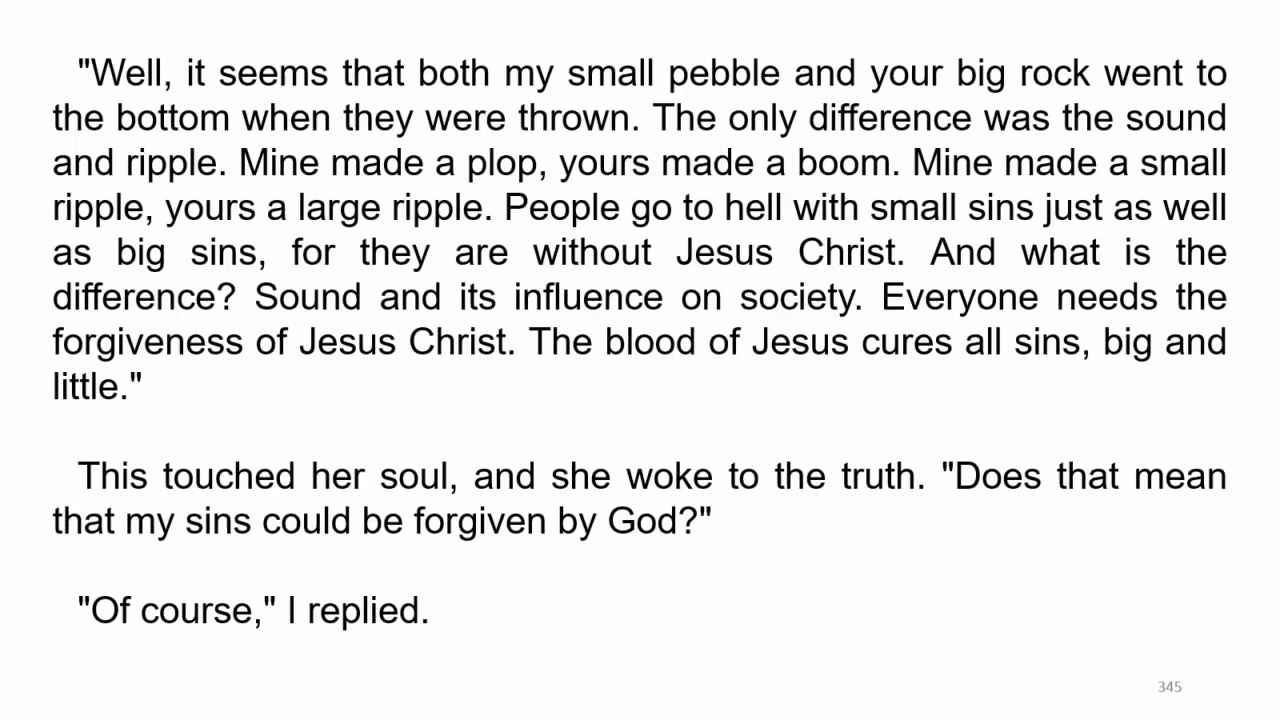 "Well, it seems that both my small pebble and your big rock went to
the bottom when they were thrown. The only difference was the sound
and ripple. Mine made a plop, yours made a boom. Mine made a small
ripple, yours a large ripple. People go to hell with small sins just as well
as big sins, for they are without Jesus Christ. And what is the
difference? Sound and its influence on society. Everyone needs the
forgiveness of Jesus Christ. The blood of Jesus cures all sins, big and
little."
This touched her soul, and she woke to the truth. "Does that mean
that my sins could be forgiven by God?"
"Of course," I replied.
345